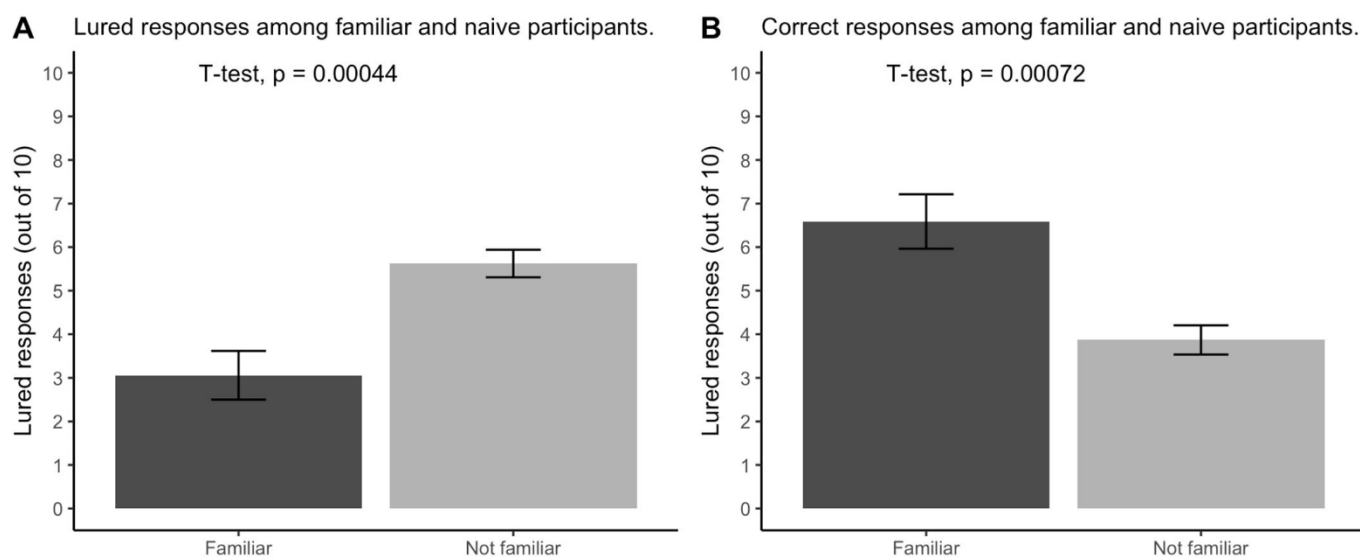 A Lured responses among familiar and naive participants.
T-test, p = 0.00044
Lured responses (out of 10)
10
9
8
7
6
5
4
3
2
1
0
Familiar Not familiar
B Correct responses among familiar and naive participants.
T-test, p = 0.00072
Lured responses (out of 10)
10
9
8
7
6
5
4
3
2
1
0
Familiar Not familiar